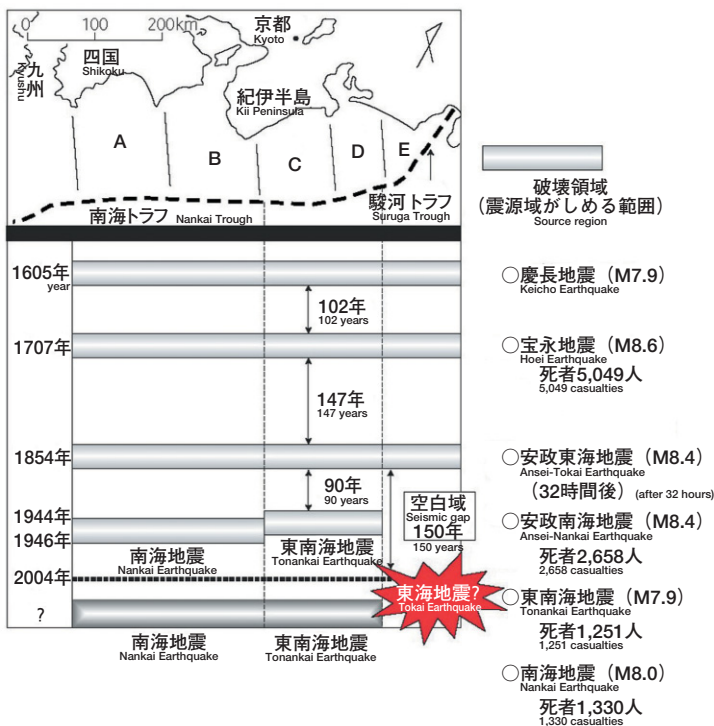 0 100 200km
京都
Kyoto
四国
Shikoku
九州
Kyushu
紀伊半島
Kii Peninsula
A B C D E
南海トラフ Nankai Trough
駿河トラフ
Suruga Trough
破壊領域
(震源域がしめる範囲)
Source region
1605年
year
102年
102 years
1707年
147年
147 years
1854年
90年
90 years
空白域
Seismic gap
150年
150 years
1944年
1946年
南海地震
Nankai Earthquake
東南海地震
Tonankai Earthquake
2004年
東海地震?
Tokai Earthquake
?
南海地震
Nankai Earthquake
東南海地震
Tonankai Earthquake
○慶長地震(M7.9)
Keicho Earthquake
○宝永地震(M8.6)
Hoei Earthquake
死者5,049人
5,049 casualties
○安政東海地震(M8.4)
Ansei-Tokai Earthquake
(32時間後)(after 32 hours)
○安政南海地震(M8.4)
Ansei-Nankai Earthquake
死者2,658人
2,658 casualties
○東南海地震(M7.9)
Tonankai Earthquake
死者1,251人
1,251 casualties
○南海地震(M8.0)
Nankai Earthquake
死者1,330人
1,330 casualties